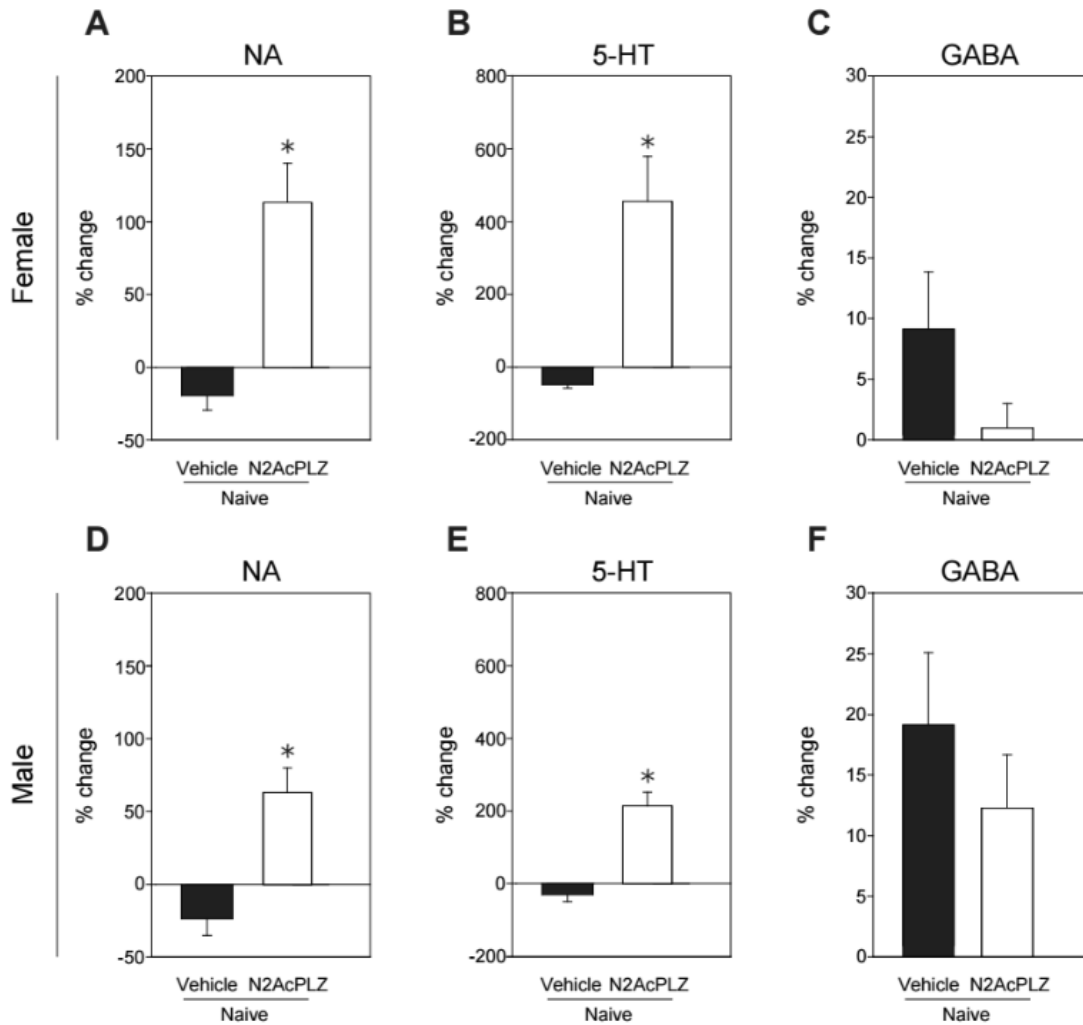 A B C
NA 5-HT GABA
Female
% change % change % change
200 800 30
150 600 25
100 400 20
50 200 15
0 0 10
-50 -200 5
0
* *
Vehicle N2AcPLZ Vehicle N2AcPLZ Vehicle N2AcPLZ
Naive Naive Naive
D E F
NA 5-HT GABA
Male
% change % change % change
200 800 30
150 600 25
100 400 20
50 200 15
0 0 10
-50 -200 5
0
* *
Vehicle N2AcPLZ Vehicle N2AcPLZ Vehicle N2AcPLZ
Naive Naive Naive